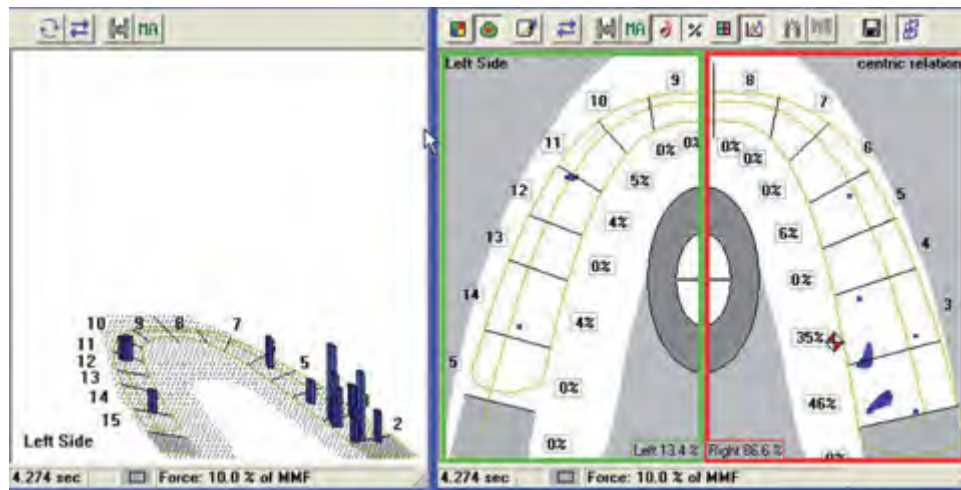 MA
10 9 8 7
11
12
5
13
14
2
15
Left Side
4.274 sec
Force: 10.0 % of MMF
MA
Left Side
centric relation
9 8
10 7
11 6
0% 0% 0% 0%
12 5% 0% 5
13 4% 6% 4
0% 0%
14 3
4% 35%
5 0% 46%
0% 0%
Left 13.4 % Right 86.6 %
4.274 sec
Force: 10.0 % of MMF